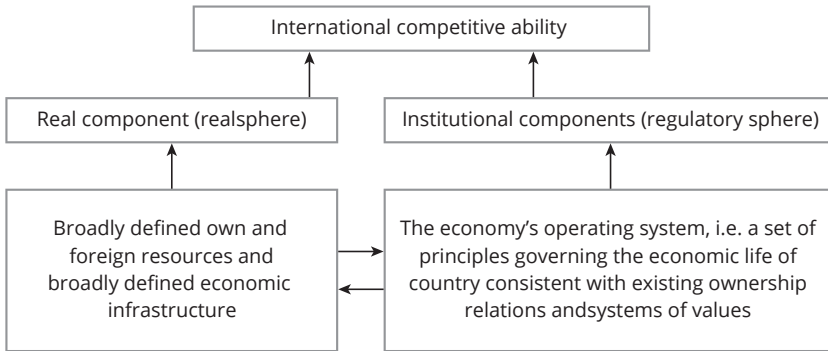 International competitive ability
Real component (realsphere)
Institutional components (regulatory sphere)
Broadly defined own and
foreign resources and
broadly defined economic
infrastructure
The economy’s operating system, i.e. a set of
principles governing the economic life of
country consistent with existing ownership
relations andsystems of values